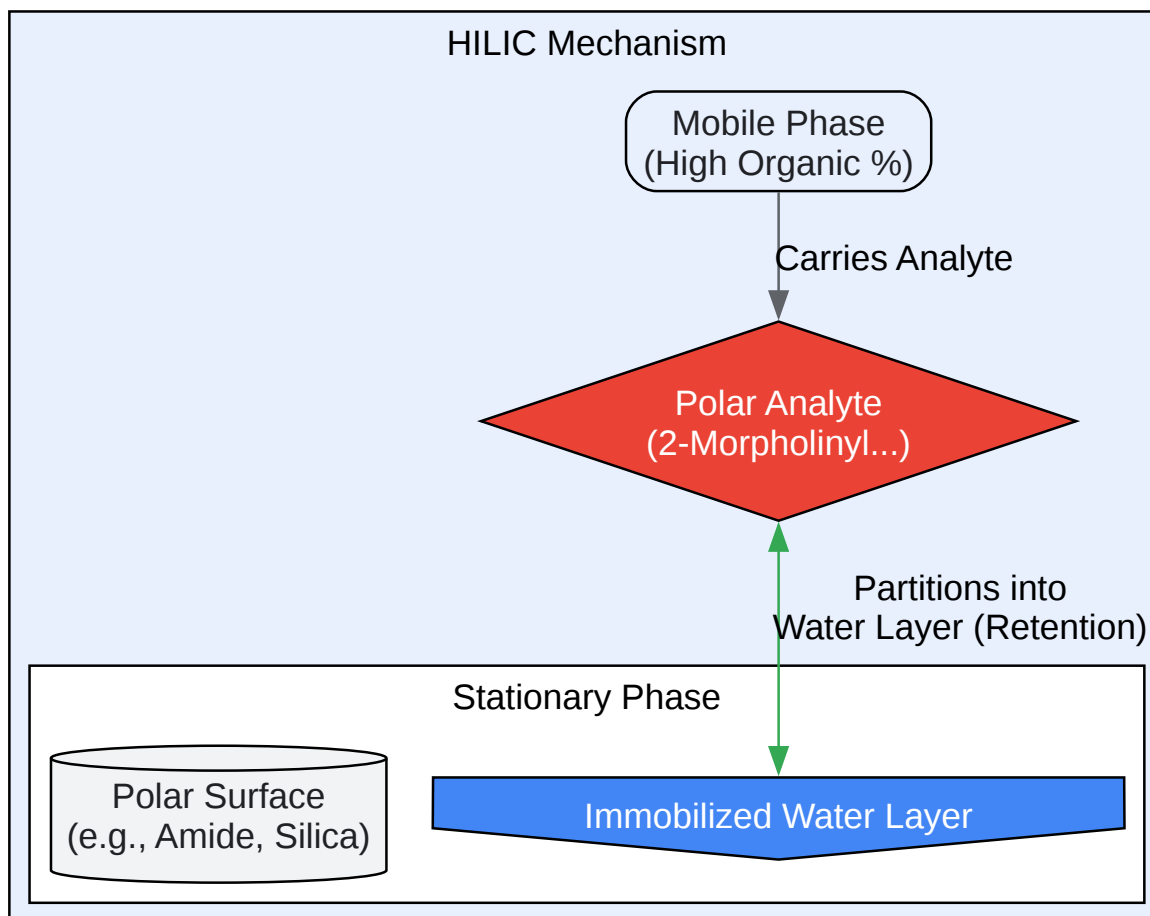 HILIC Mechanism
Mobile Phase
(High Organic %)
Carries Analyte
Polar Analyte
(2-Morpholinyl...)
Partitions into
Water Layer (Retention)
Stationary Phase
Polar Surface
(e.g., Amide, Silica)
Immobilized Water Layer